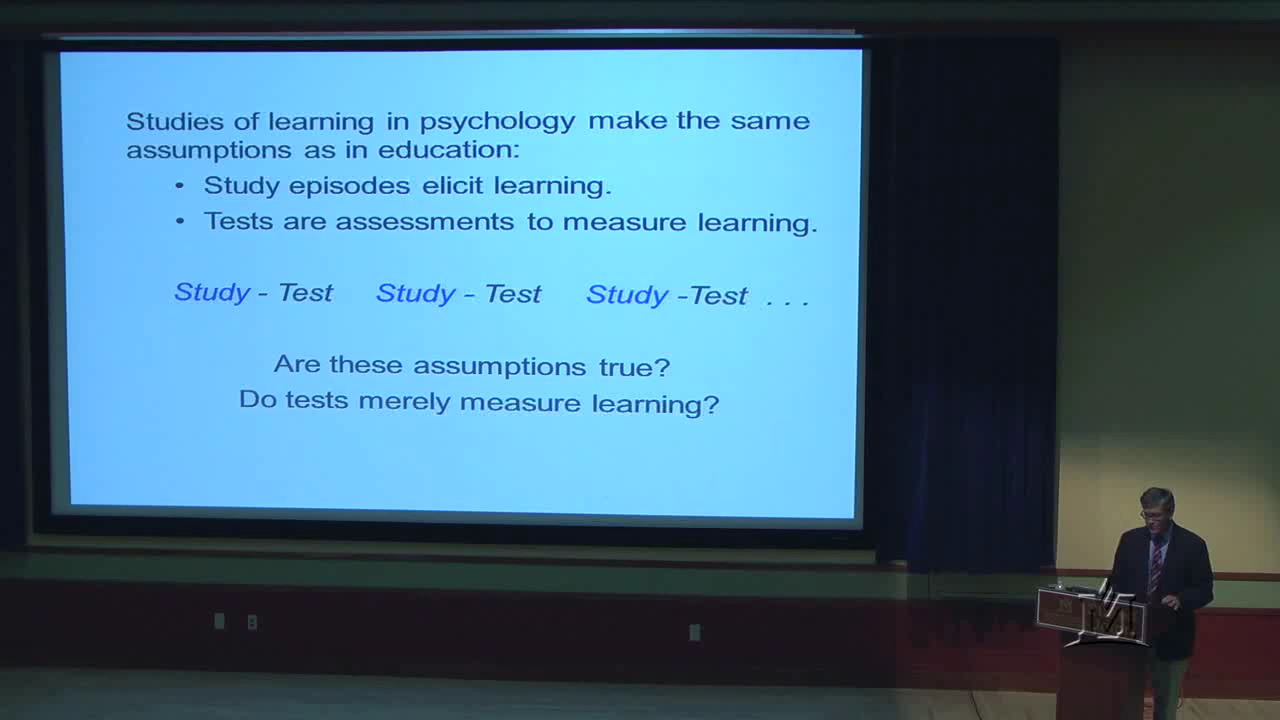 Studies of learning in psychology make the same
assumptions as in education:
• Study episodes elicit learning.
• Tests are assessments to measure learning.
Study - Test Study - Test Study -Test . . .
Are these assumptions true?
Do tests merely measure learning?
M